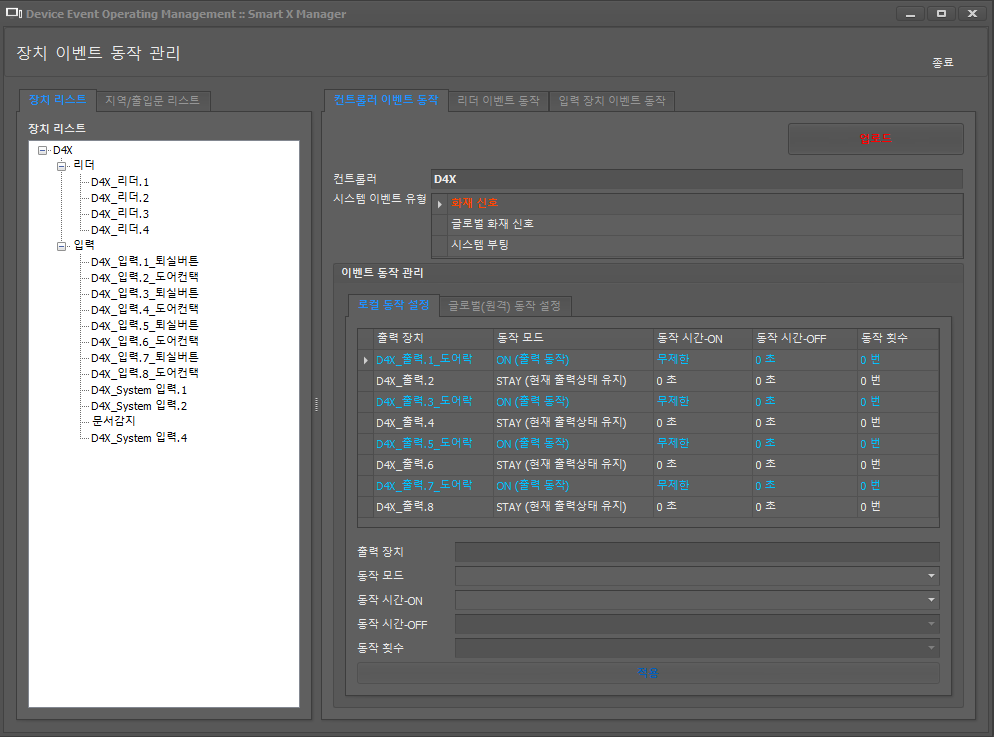 Device Event Operating Management :: Smart X Manager
장치 이벤트 동작 관리
종료
장치 리스트
지역/출입문 리스트
장치 리스트
D4X
리더
D4X_리더.1
D4X_리더.2
D4X_리더.3
D4X_리더.4
입력
D4X_입력.1_퇴실버튼
D4X_입력.2_도어컨택
D4X_입력.3_퇴실버튼
D4X_입력.4_도어컨택
D4X_입력.5_퇴실버튼
D4X_입력.6_도어컨택
D4X_입력.7_퇴실버튼
D4X_입력.8_도어컨택
D4X_System 입력.1
D4X_System 입력.2
문서감지
D4X_System 입력.4
컨트롤러 이벤트 동작
리더 이벤트 동작
입력 장치 이벤트 동작
업로드
컨트롤러 D4X
시스템 이벤트 유형 화재 신호
글로벌 화재 신호
시스템 부팅
이벤트 동작 관리
로컬 동작 설정
글로벌(원격) 동작 설정
출력 장치 동작 모드 동작 시간-ON 동작 시간-OFF 동작 횟수
D4X_출력.1_도어락 ON (출력 동작) 무제한 0 초 0 번
D4X_출력.2 STAY (현재 출력상태 유지) 0 초 0 초 0 번
D4X_출력.3_도어락 ON (출력 동작) 무제한 0 초 0 번
D4X_출력.4 STAY (현재 출력상태 유지) 0 초 0 초 0 번
D4X_출력.5_도어락 ON (출력 동작) 무제한 0 초 0 번
D4X_출력.6 STAY (현재 출력상태 유지) 0 초 0 초 0 번
D4X_출력.7_도어락 ON (출력 동작) 무제한 0 초 0 번
D4X_출력.8 STAY (현재 출력상태 유지) 0 초 0 초 0 번
출력 장치
동작 모드
동작 시간-ON
동작 시간-OFF
동작 횟수
적용